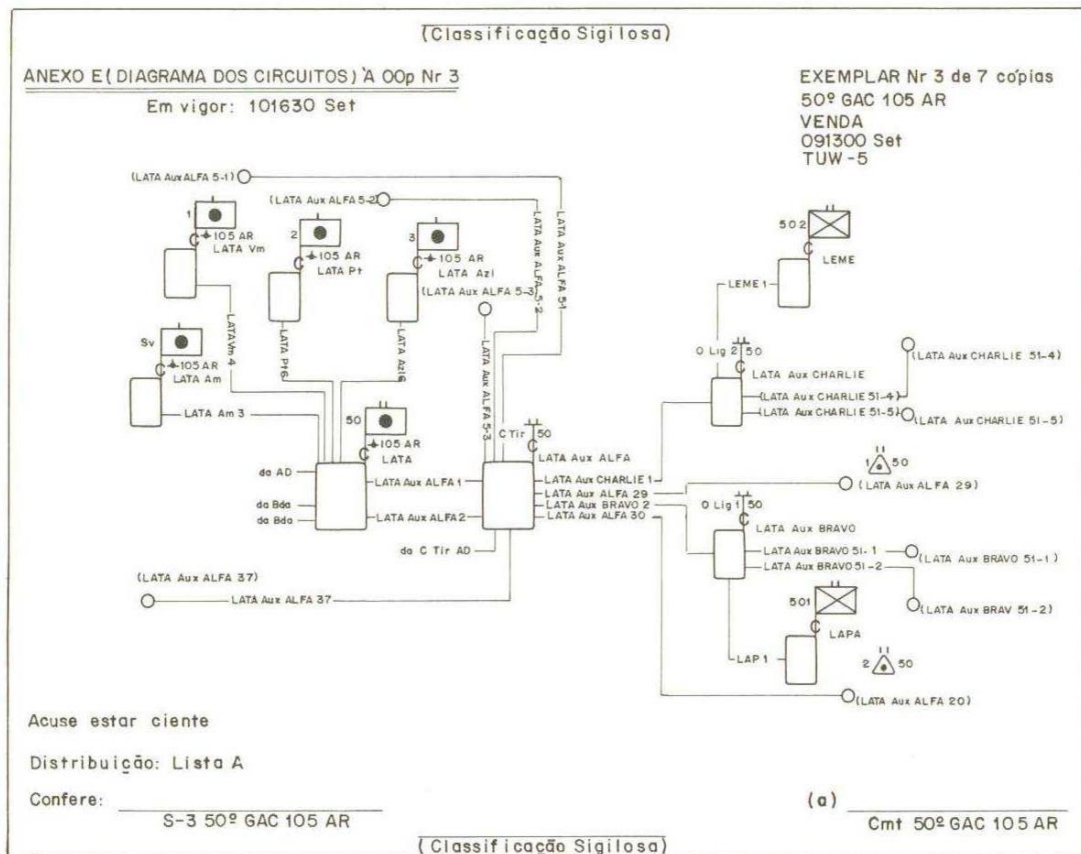 (Classificação Sigilosa)
ANEXO E (DIAGRAMA DOS CIRCUITOS) 'A OOp Nr 3
Em vigor: 101630 Set
EXEMPLAR Nr 3 de 7 cópias
50º GAC 105 AR
VENDA
091300 Set
TUW-5
(LATA Aux ALFA 5-1)
(LATA Aux ALFA 5-2)
1
105 AR
LATA Vm
2
105 AR
LATA Pt
3
105 AR
LATA Azl
(LATA Aux ALFA 5-3)
LATA Aux ALFA 5-2
LATA Aux ALFA 5-1
LATA Aux ALFA 5-3
502
LEME
LEME 1
Sv
105 AR
LATA Am
LATA Vm 4
LATA Pt6
LATA Azl6
LATA Am 3
O Lig 2
50
LATA Aux CHARLIE
(LATA Aux CHARLIE 51-4)
(LATA Aux CHARLIE 51-4)
(LATA Aux CHARLIE 51-5)
(LATA Aux CHARLIE 51-5)
50
105 AR
LATA
C Tir
50
LATA Aux ALFA
da AD
da Bda
da Bda
LATA Aux ALFA 1
LATA Aux ALFA 2
LATA Aux CHARLIE 1
LATA Aux ALFA 29
LATA Aux BRAVO 2
LATA Aux ALFA 30
da C Tir AD
1
50
(LATA Aux ALFA 29)
O Lig 1
50
LATA Aux BRAVO
LATA Aux BRAVO 51-1
(LATA Aux BRAVO 51-1)
LATA Aux BRAVO 51-2
(LATA Aux BRAV 51-2)
(LATA Aux ALFA 37)
LATA Aux ALFA 37
501
LAPA
LAP 1
2
50
(LATA Aux ALFA 20)
Acuse estar ciente
Distribuição: Lista A
Confere:
S-3 50º GAC 105 AR
(a)
Cmt 50º GAC 105 AR
(Classificação Sigilosa)